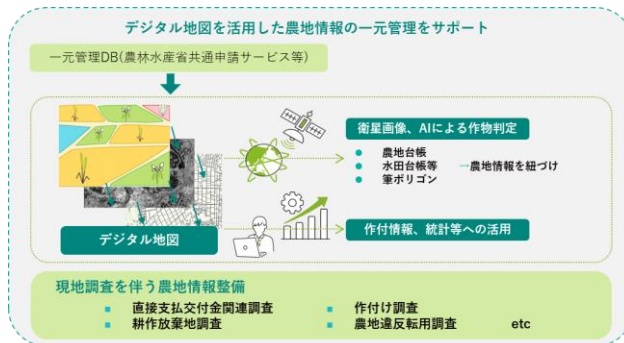 デジタル地図を活用した農地情報の一元管理をサポート
一元管理DB(農林水産省共通申請サービス等)
衛星画像、AIによる作物判定
農地台帳
水田台帳等 →農地情報を紐づけ
筆ポリゴン
デジタル地図
作付情報、統計等への活用
現地調査を伴う農地情報整備
直接支払交付金関連調査
作付け調査
耕作放棄地調査
農地違反転用調査 etc